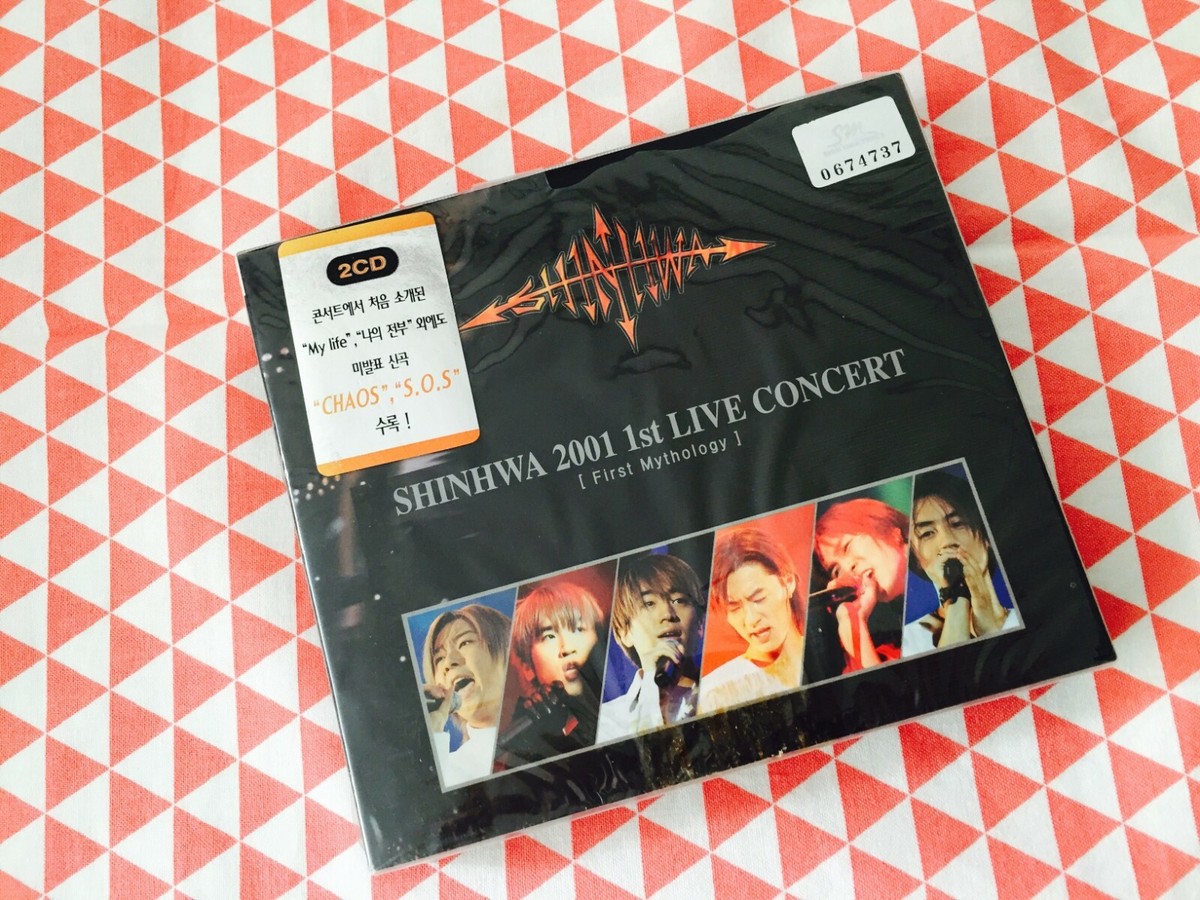 SM
0674737
SHINHWA
2CD
콘서트에서 처음 소개된
“My life”,“나의 전부” 외에도
미발표 신곡
“CHAOS”,“S.O.S”
수록 !
SHINHWA 2001 1st LIVE CONCERT
[ First Mythology ]